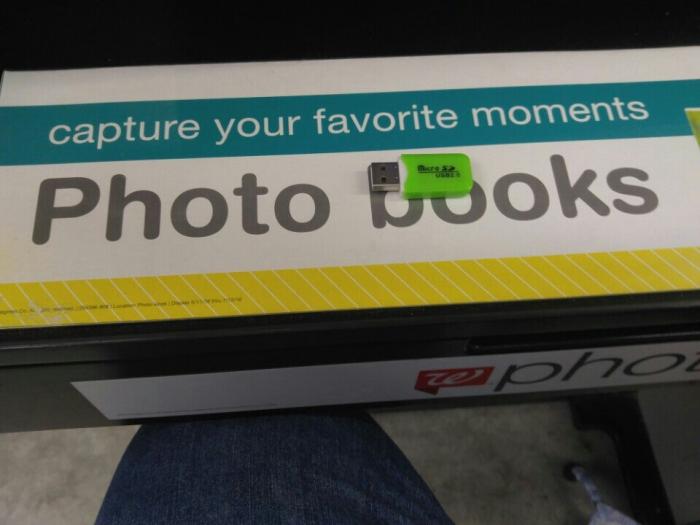 capture your favorite moments
Micro SD
USB2.0
Photo books
W photo